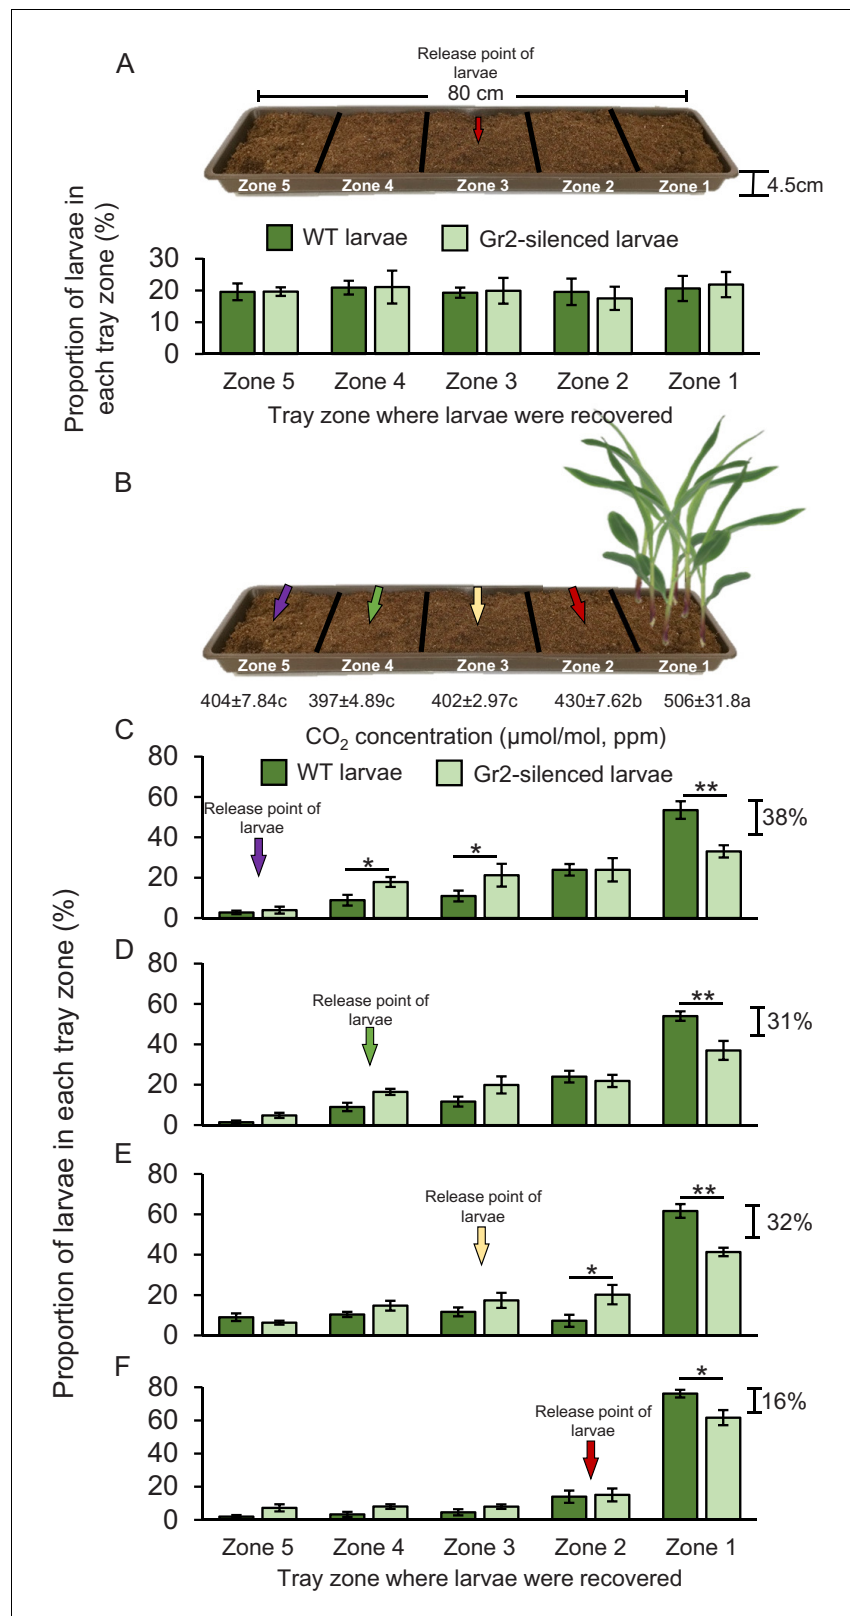 A
Release point of
larvae
80 cm
Zone 5 Zone 4 Zone 3 Zone 2 Zone 1
4.5cm
WT larvae Gr2-silenced larvae
Proportion of larvae in
each tray zone (%)
30
20
10
0
Zone 5 Zone 4 Zone 3 Zone 2 Zone 1
Tray zone where larvae were recovered
B
Zone 5 Zone 4 Zone 3 Zone 2 Zone 1
404±7.84c 397±4.89c 402±2.97c 430±7.62b 506±31.8a
CO₂ concentration (μmol/mol, ppm)
Proportion of larvae in each tray zone (%)
C
WT larvae Gr2-silenced larvae
80
60
40
20
0
Release point of
larvae
*
*
**
38%
D
80
60
40
20
0
Release point of
larvae
**
31%
E
80
60
40
20
0
Release point of
larvae
*
**
32%
F
80
60
40
20
0
Release point of
larvae
*
16%
Zone 5 Zone 4 Zone 3 Zone 2 Zone 1
Tray zone where larvae were recovered